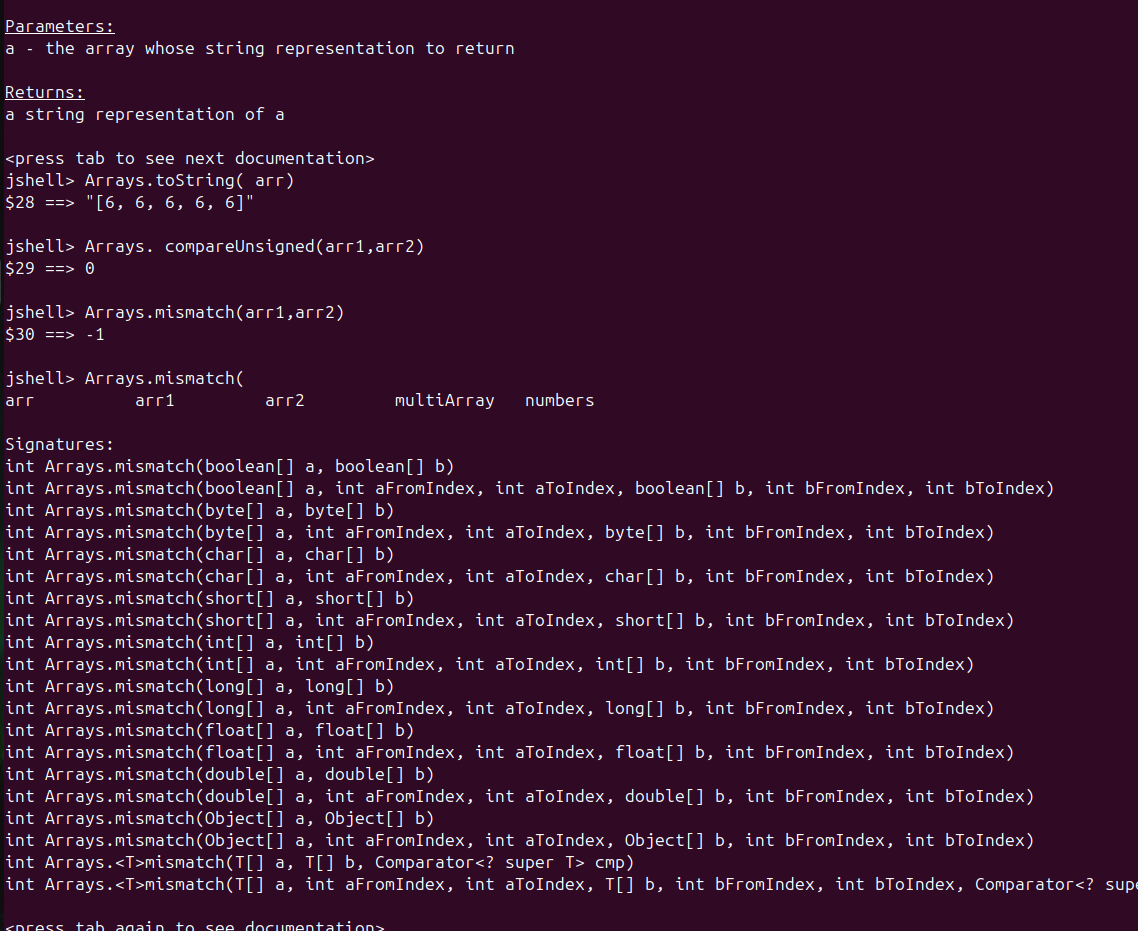 Parameters:
a - the array whose string representation to return
Returns:
a string representation of a
<press tab to see next documentation>
jshell> Arrays.toString( arr)
$28 ==> "[6, 6, 6, 6, 6]"
jshell> Arrays. compareUnsigned(arr1,arr2)
$29 ==> 0
jshell> Arrays.mismatch(arr1,arr2)
$30 ==> -1
jshell> Arrays.mismatch(
arr arr1 arr2 multiArray numbers
Signatures:
int Arrays.mismatch(boolean[] a, boolean[] b)
int Arrays.mismatch(boolean[] a, int aFromIndex, int aToIndex, boolean[] b, int bFromIndex, int bToIndex)
int Arrays.mismatch(byte[] a, byte[] b)
int Arrays.mismatch(byte[] a, int aFromIndex, int aToIndex, byte[] b, int bFromIndex, int bToIndex)
int Arrays.mismatch(char[] a, char[] b)
int Arrays.mismatch(char[] a, int aFromIndex, int aToIndex, char[] b, int bFromIndex, int bToIndex)
int Arrays.mismatch(short[] a, short[] b)
int Arrays.mismatch(short[] a, int aFromIndex, int aToIndex, short[] b, int bFromIndex, int bToIndex)
int Arrays.mismatch(int[] a, int[] b)
int Arrays.mismatch(int[] a, int aFromIndex, int aToIndex, int[] b, int bFromIndex, int bToIndex)
int Arrays.mismatch(long[] a, long[] b)
int Arrays.mismatch(long[] a, int aFromIndex, int aToIndex, long[] b, int bFromIndex, int bToIndex)
int Arrays.mismatch(float[] a, float[] b)
int Arrays.mismatch(float[] a, int aFromIndex, int aToIndex, float[] b, int bFromIndex, int bToIndex)
int Arrays.mismatch(double[] a, double[] b)
int Arrays.mismatch(double[] a, int aFromIndex, int aToIndex, double[] b, int bFromIndex, int bToIndex)
int Arrays.mismatch(Object[] a, Object[] b)
int Arrays.mismatch(Object[] a, int aFromIndex, int aToIndex, Object[] b, int bFromIndex, int bToIndex)
int Arrays.<T>mismatch(T[] a, T[] b, Comparator<? super T> cmp)
int Arrays.<T>mismatch(T[] a, int aFromIndex, int aToIndex, T[] b, int bFromIndex, int bToIndex, Comparator<? supe
<press tab again to see documentation>